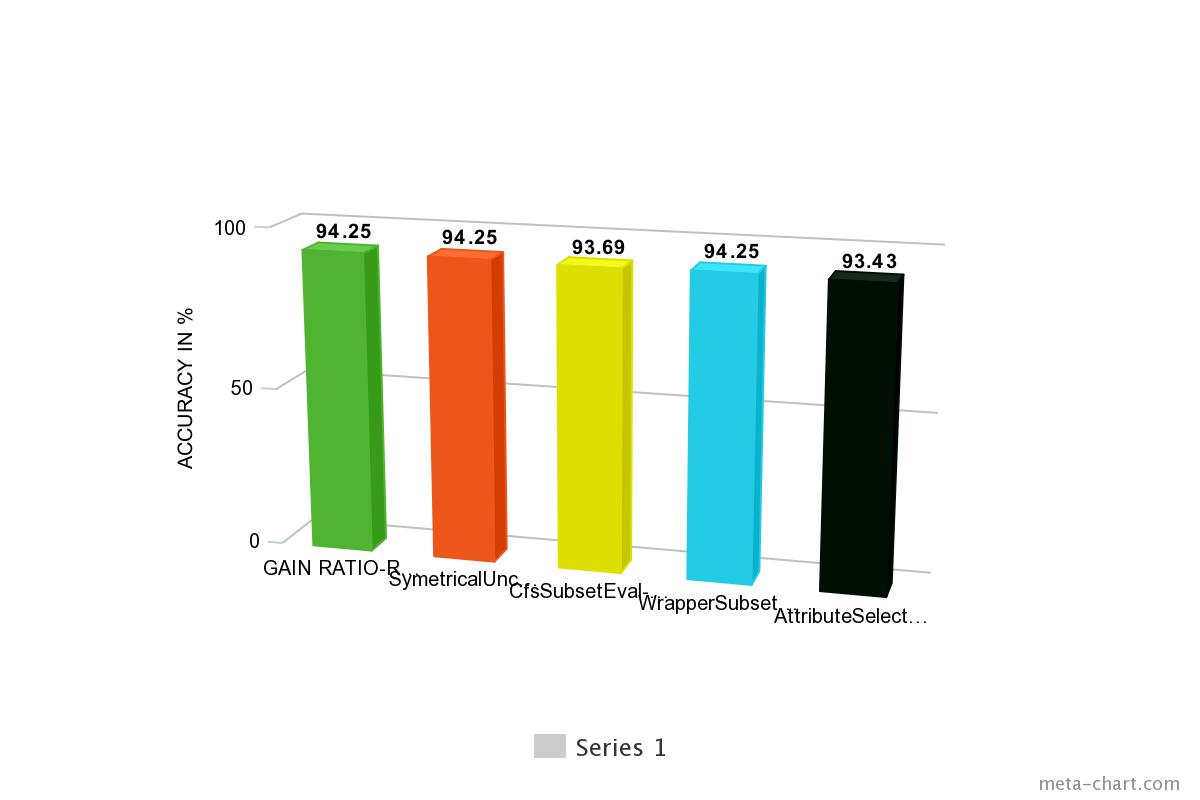 100
94.25
94.25
93.69
94.25
93.43
ACCURACY IN %
50
0
GAIN RATIO-R...
SymetricalUnc...
CfsSubsetEval-...
WrapperSubset...
AttributeSelect...
Series 1
meta-chart.com